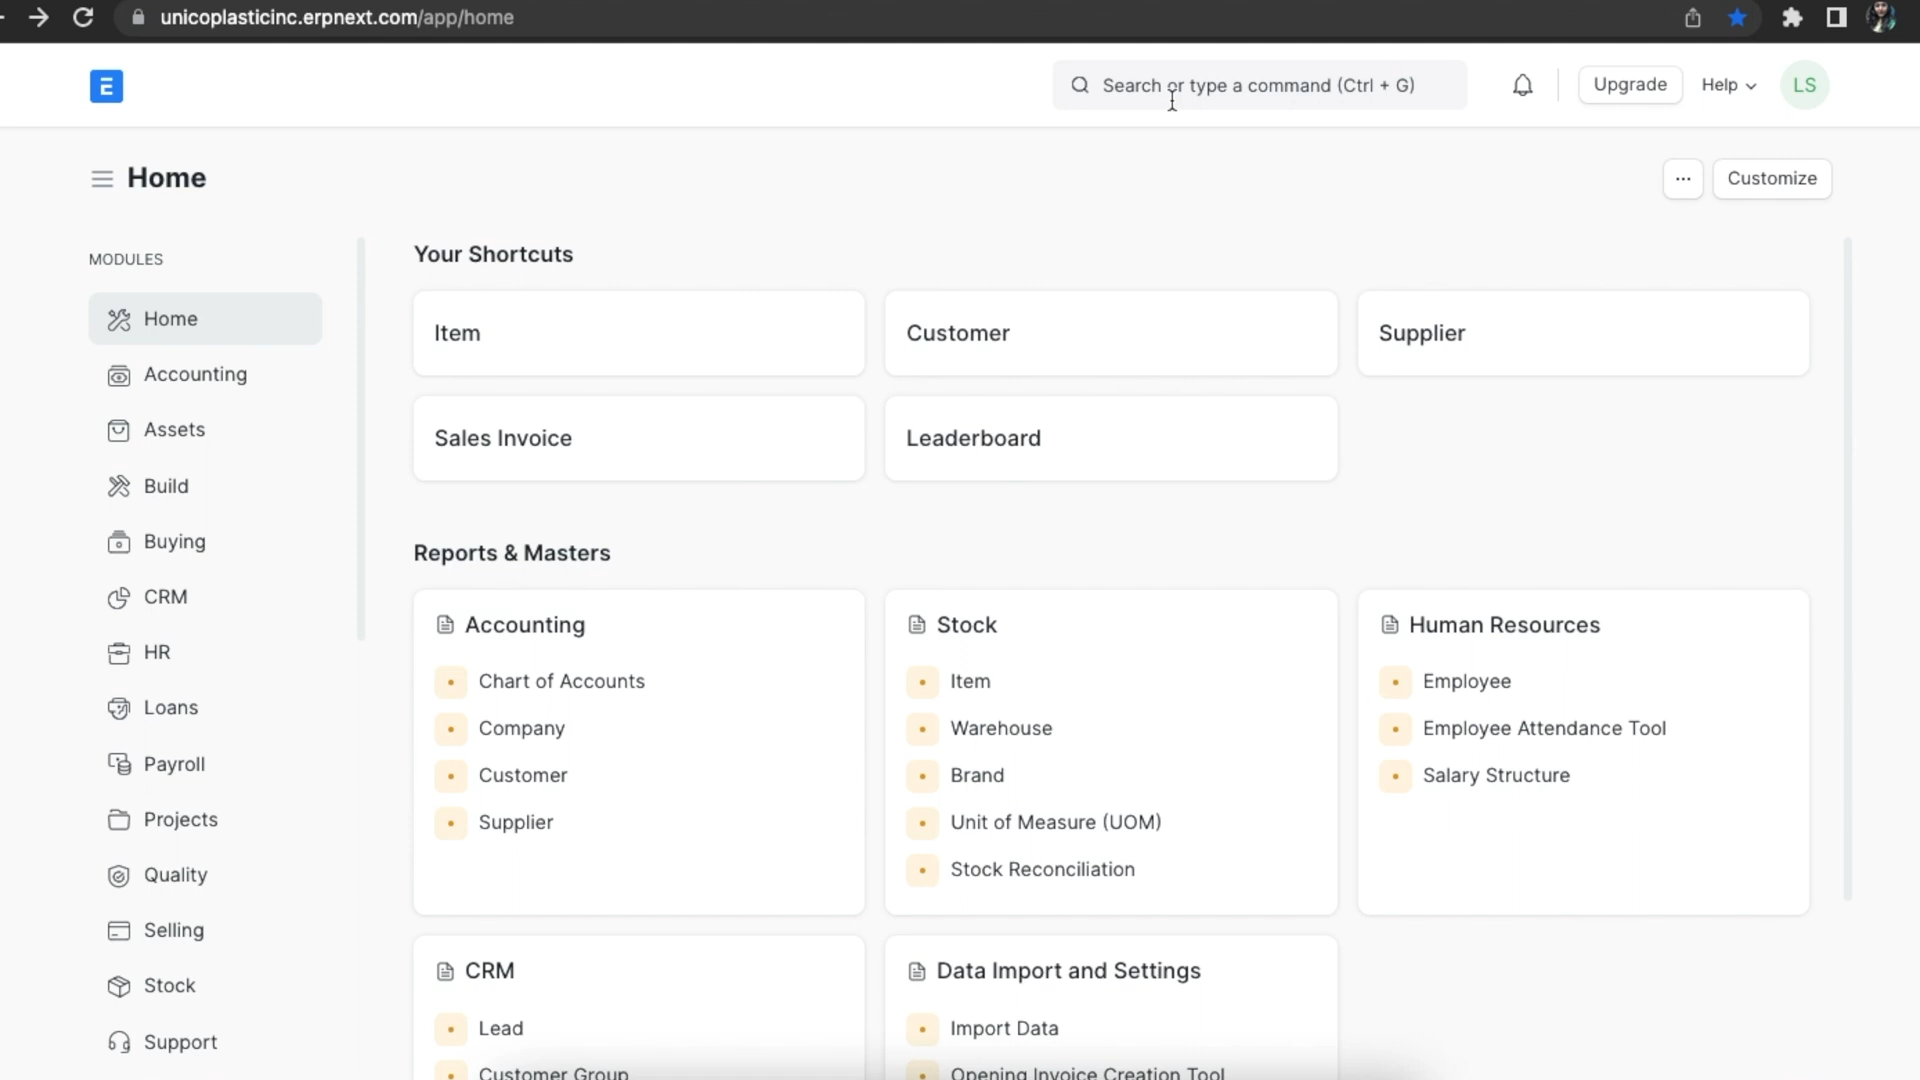 unicoplasticinc.erpnext.com/app/home
E
Search or type a command (Ctrl + G)
Upgrade
Help
LS
Home
...
Customize
MODULES
Home
Accounting
Assets
Build
Buying
CRM
HR
Loans
Payroll
Projects
Quality
Selling
Stock
Support
Your Shortcuts
Item
Customer
Supplier
Sales Invoice
Leaderboard
Reports & Masters
Accounting
Chart of Accounts
Company
Customer
Supplier
Stock
Item
Warehouse
Brand
Unit of Measure (UOM)
Stock Reconciliation
Human Resources
Employee
Employee Attendance Tool
Salary Structure
CRM
Lead
Customer Group
Data Import and Settings
Import Data
Opening Invoice Creation Tool